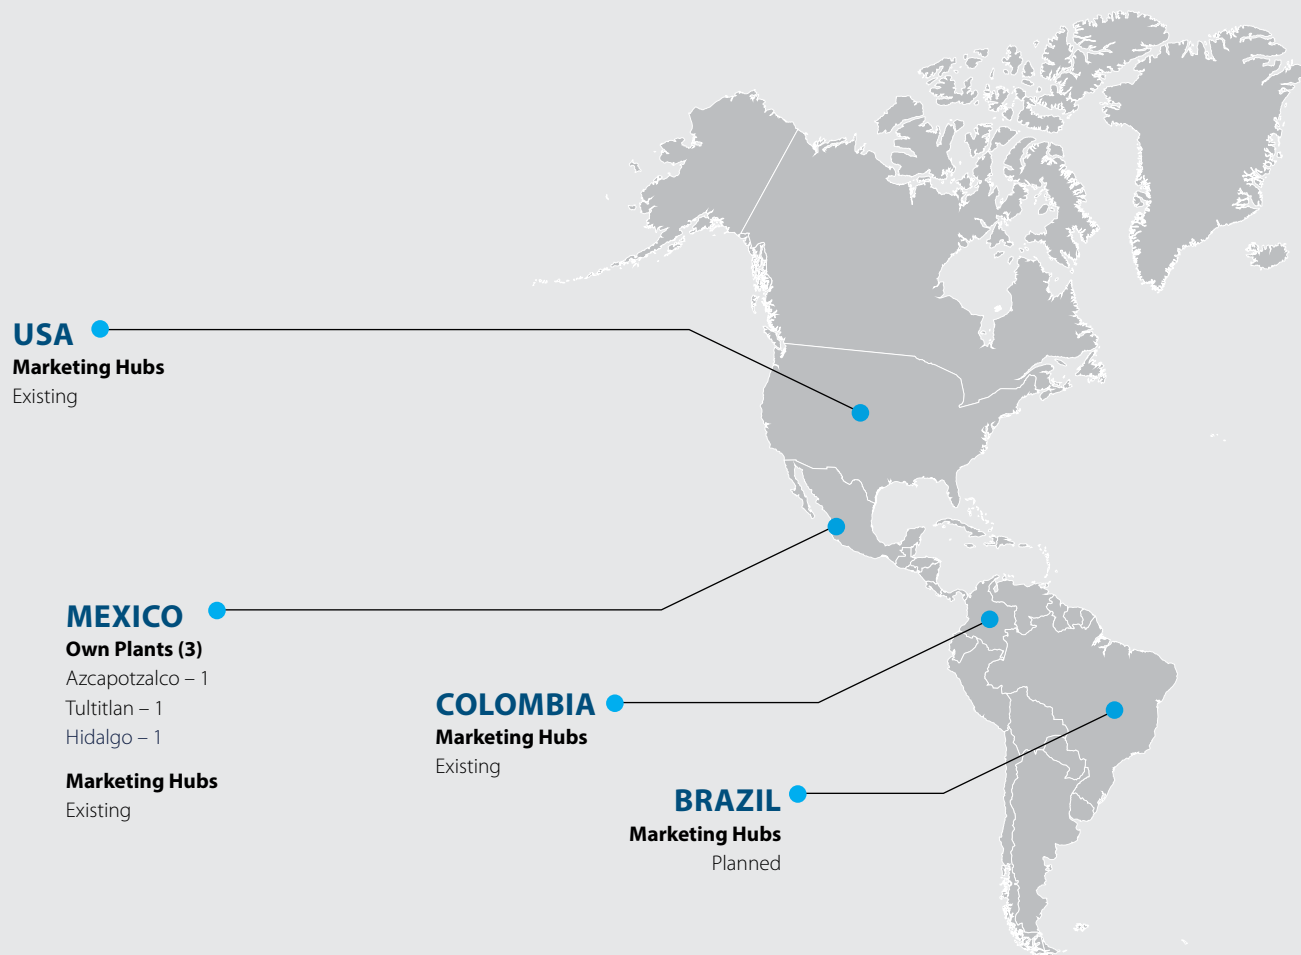 USA
Marketing Hubs
Existing
MEXICO
Own Plants (3)
Azcapotzalco – 1
Tultitlan – 1
Hidalgo – 1
Marketing Hubs
Existing
COLOMBIA
Marketing Hubs
Existing
BRAZIL
Marketing Hubs
Planned